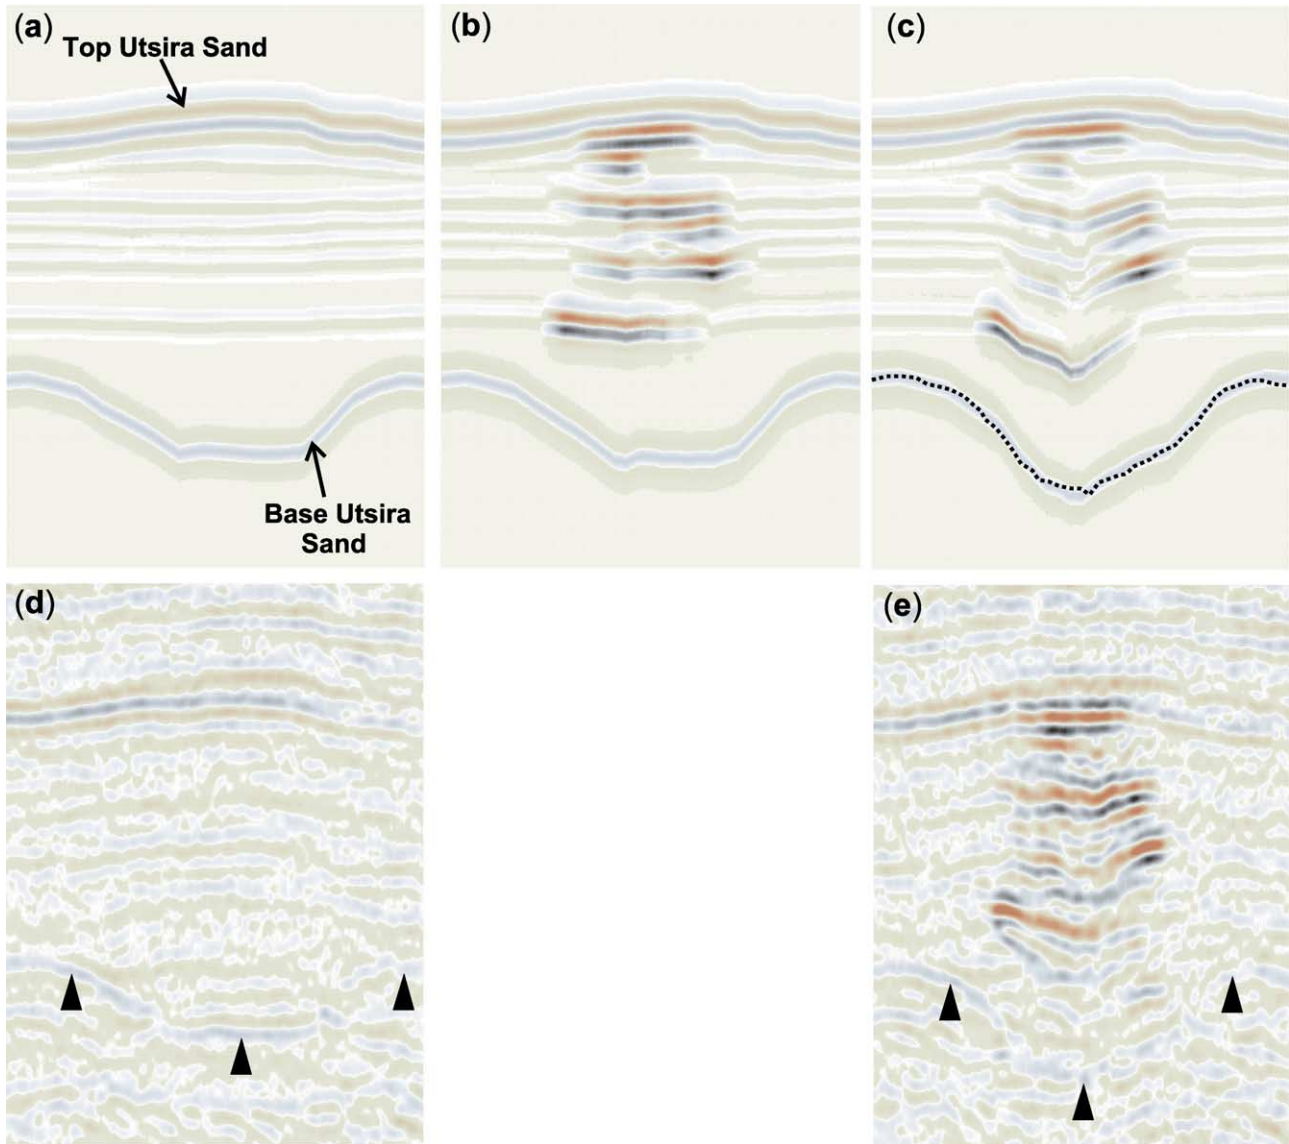 (a)
Top Utsira Sand
Base Utsira
Sand
(b)
(c)
(d)
(e)